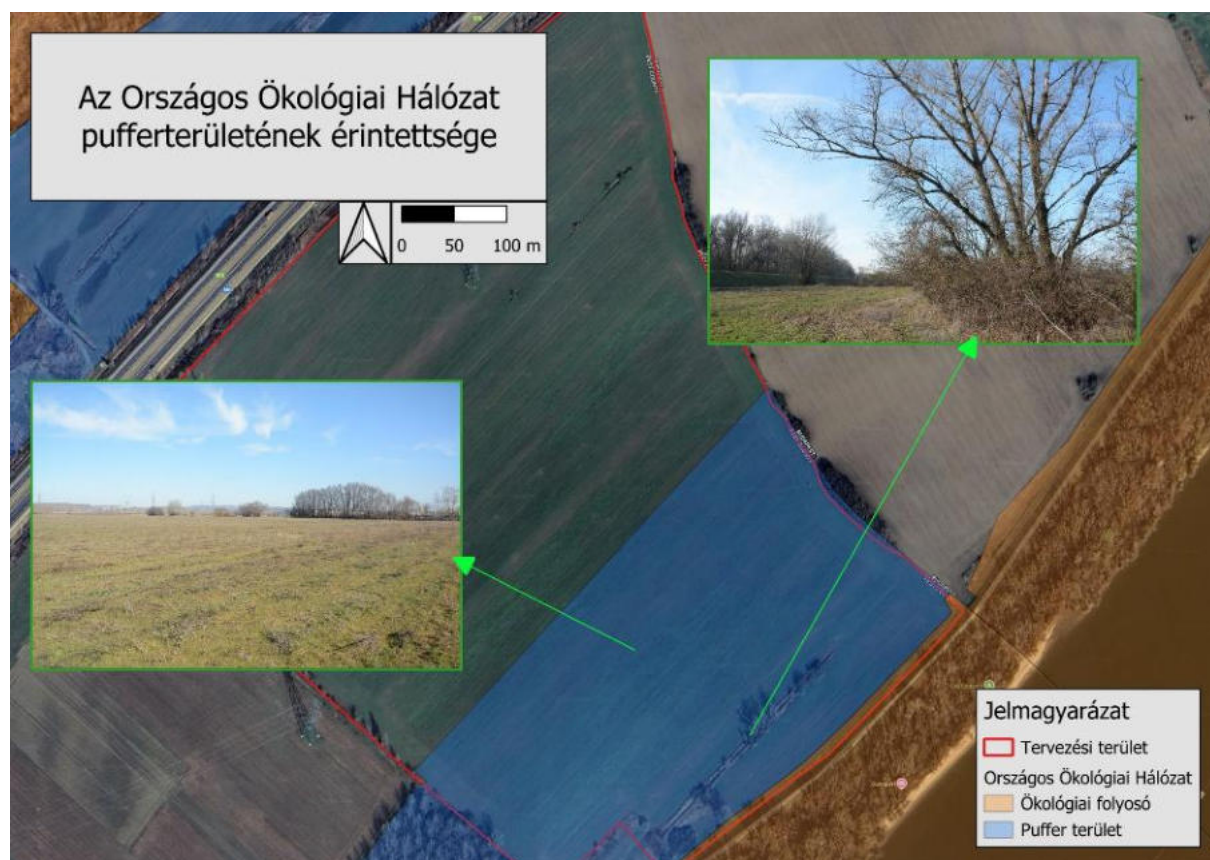 Az Országos Ökológiai Hálózat
pufferterületének érintettsége
0 50 100 m
Jelmagyarázat
Tervezési terület
Országos Ökológiai Hálózat
Ökológiai folyosó
Puffer terület